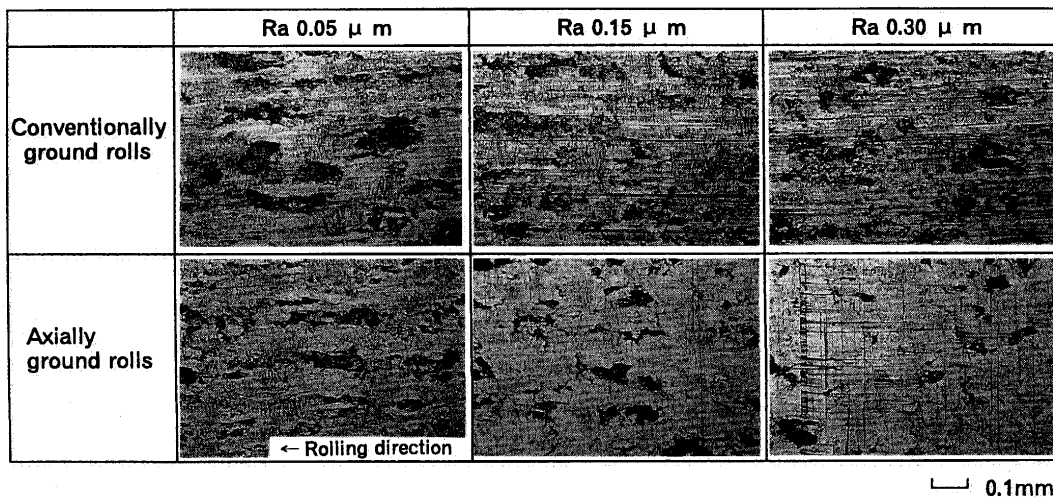 Ra 0.05 μ m
Ra 0.15 μ m
Ra 0.30 μ m
Conventionally
ground rolls
Axially
ground rolls
← Rolling direction
0.1mm